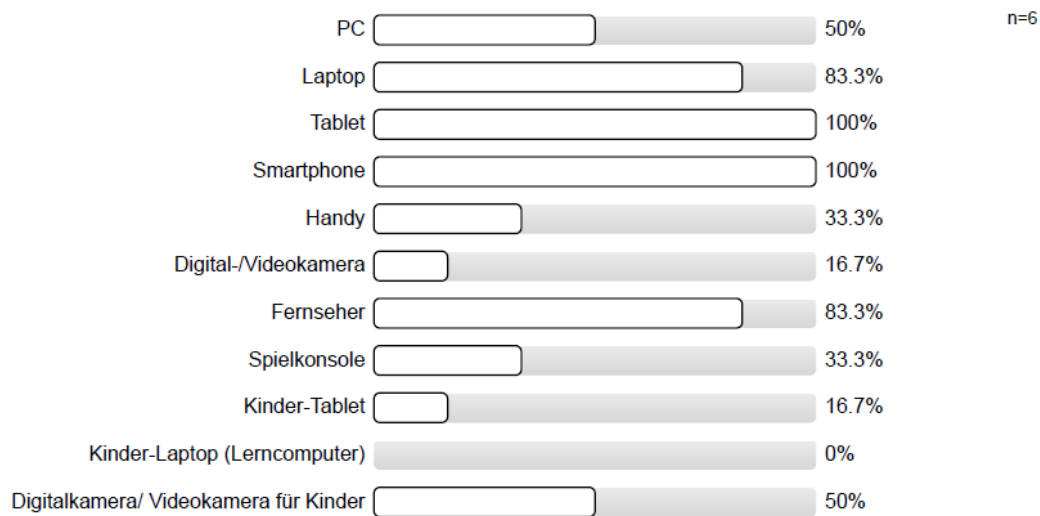 n=6
PC 50%
Laptop 83.3%
Tablet 100%
Smartphone 100%
Handy 33.3%
Digital-/Videokamera 16.7%
Fernseher 83.3%
Spielkonsole 33.3%
Kinder-Tablet 16.7%
Kinder-Laptop (Lerncomputer) 0%
Digitalkamera/ Videokamera für Kinder 50%